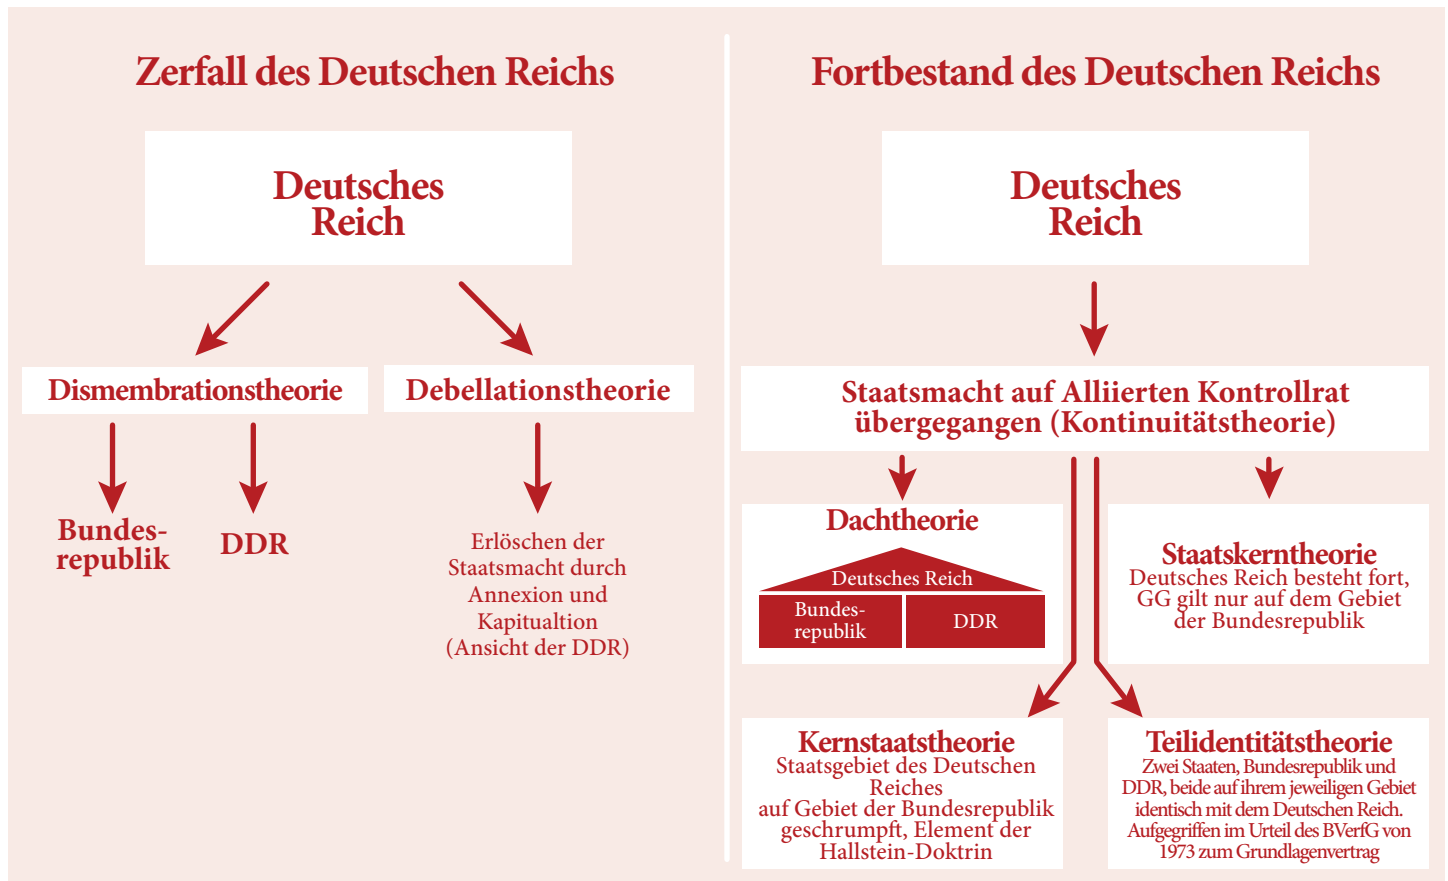 Zerfall des Deutschen Reichs
Deutsches
Reich
Dismembrationstheorie
Debellationstheorie
Bundes-
republik
DDR
Erlöschen der
Staatsmacht durch
Annexion und
Kapitualtion
(Ansicht der DDR)
Fortbestand des Deutschen Reichs
Deutsches
Reich
Staatsmacht auf Alliierten Kontrollrat
übergegangen (Kontinuitätstheorie)
Dachtheorie
Deutsches Reich
Bundes-
republik
DDR
Staatskerntheorie
Deutsches Reich besteht fort,
GG gilt nur auf dem Gebiet
der Bundesrepublik
Kernstaatstheorie
Staatsgebiet des Deutschen
Reiches
auf Gebiet der Bundesrepublik
geschrumpft, Element der
Hallstein-Doktrin
Teilidentitätstheorie
Zwei Staaten, Bundesrepublik und
DDR, beide auf ihrem jeweiligen Gebiet
identisch mit dem Deutschen Reich.
Aufgegriffen im Urteil des BVerfG von
1973 zum Grundlagenvertrag